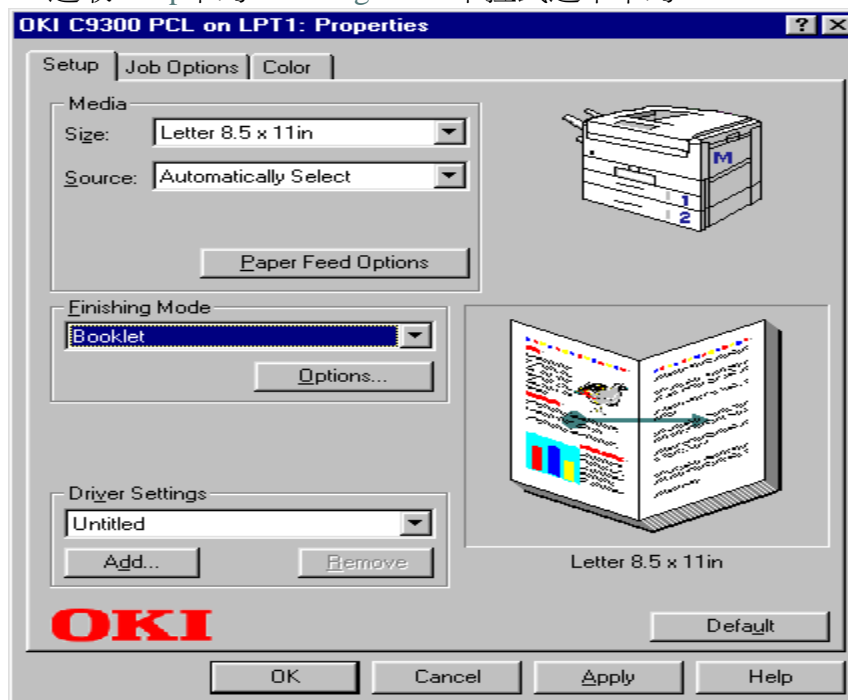 OKI C9300 PCL on LPT1: Properties
Setup Job Options Color
Media
Size: Letter 8.5 x 11in
Source: Automatically Select
Paper Feed Options
M
1
2
Finishing Mode
Booklet
Options...
Driver Settings
Untitled
Add... Remove
Letter 8.5 x 11in
OKI
Default
OK Cancel Apply Help